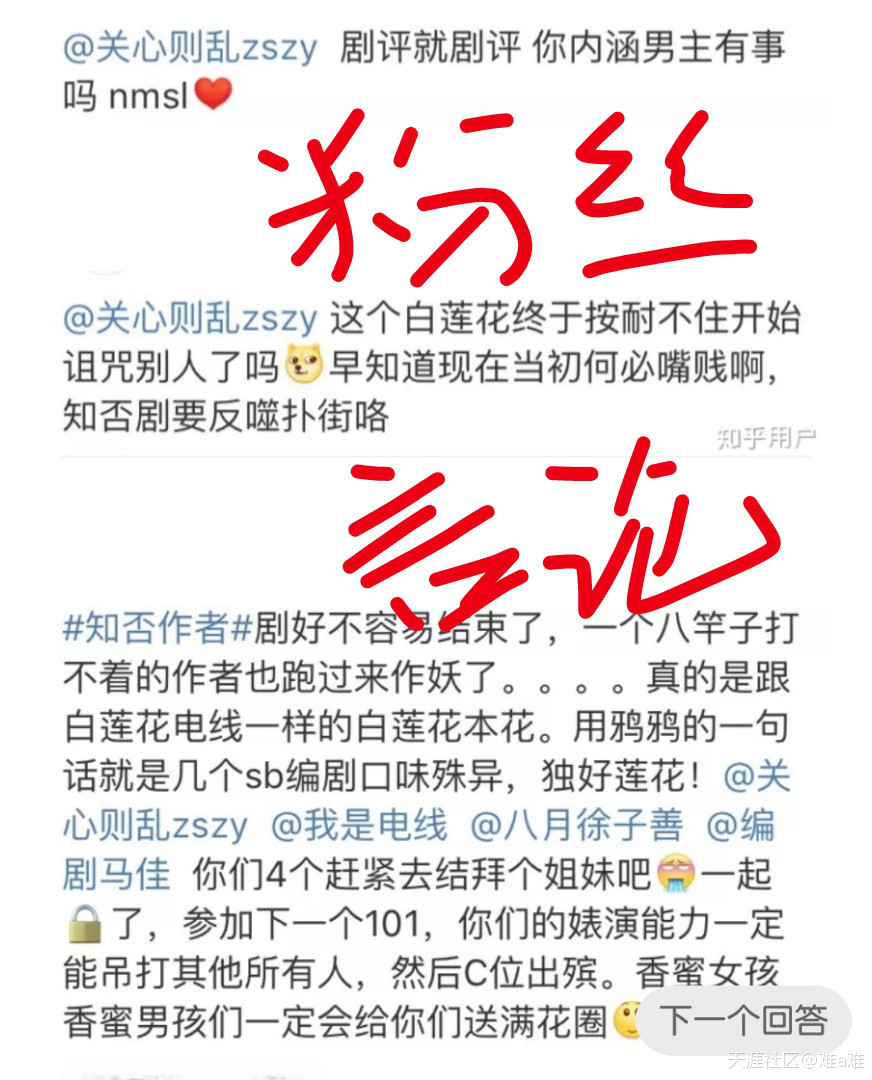 @关心则乱zszy 剧评就剧评 你内涵男主有事
吗 nmsl❤️
粉丝
@关心则乱zszy 这个白莲花终于按耐不住开始
诅咒别人了吗 早知道现在当初何必嘴贱啊，
知否剧要反噬扑街咯
知乎用户
言论
#知否作者#剧好不容易结束了，一个八竿子打
不着的作者也跑过来作妖了。。。。真的是跟
白莲花电线一样的白莲花本花。用鸦鸦的一句
话就是几个sb编剧口味殊异，独好莲花！@关
心则乱zszy @我是电线 @八月徐子善 @编
剧马佳 你们4个赶紧去结拜个姐妹吧 一起
🔒了，参加下一个101，你们的婊演能力一定
能吊打其他所有人，然后C位出殡。香蜜女孩
香蜜男孩们一定会给你们送满花圈
下一个回答
天涯社区@难a难